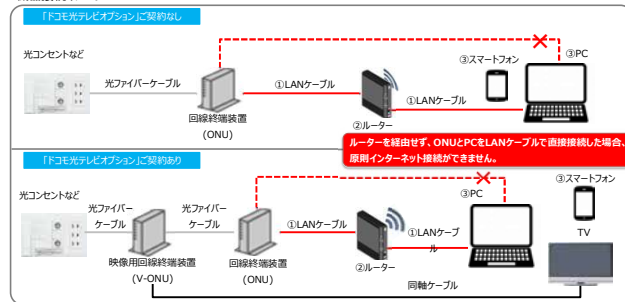 「ドコモ光テレビオプション」ご契約なし
光コンセントなど
光ファイバーケーブル
回線終端装置
(ONU)
①LANケーブル
②ルーター
①LANケーブル
③スマートフォン
③PC
ルーターを経由せず、ONUとPCをLANケーブルで直接接続した場合、
原則インターネット接続ができません。
「ドコモ光テレビオプション」ご契約あり
光コンセントなど
光ファイバー
ケーブル
映像用回線終端装置
(V-ONU)
光ファイバー
ケーブル
回線終端装置
(ONU)
①LANケーブル
②ルーター
①LANケーブ
ル
③PC
③スマートフォン
TV
同軸ケーブル